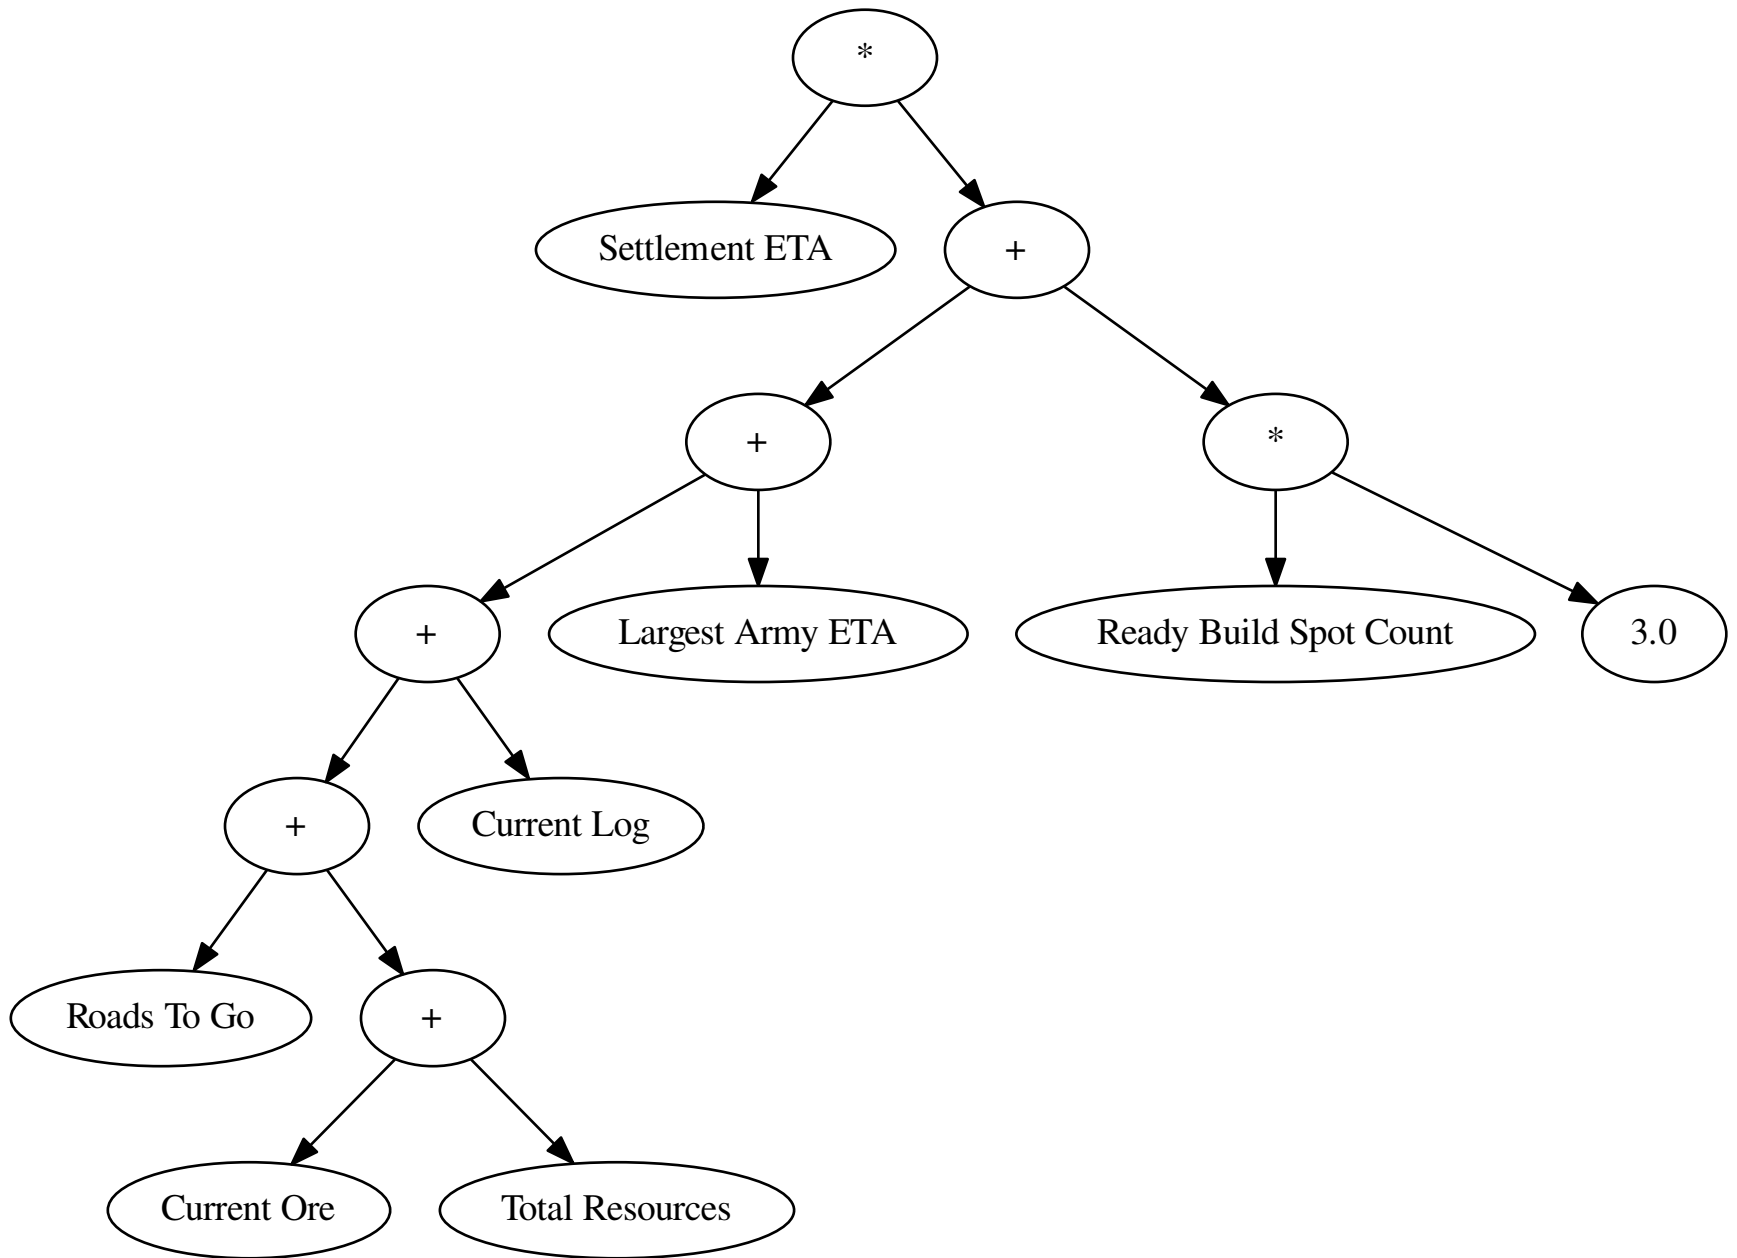 *
Settlement ETA
+
+
*
+
Largest Army ETA
Ready Build Spot Count
3.0
+
Current Log
Roads To Go
+
Current Ore
Total Resources